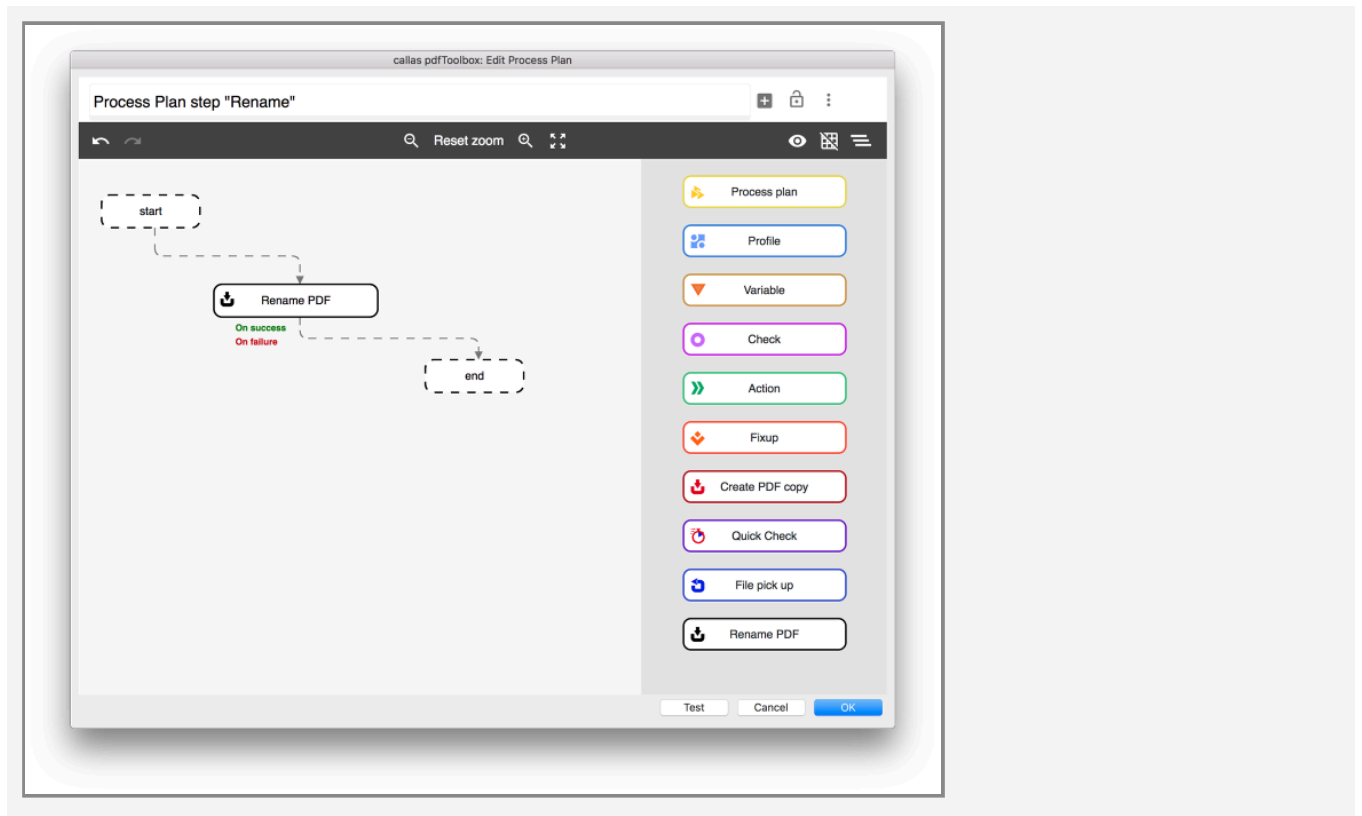 callas pdfToolbox: Edit Process Plan
Process Plan step "Rename"
Reset zoom
start
Rename PDF
On success
On failure
end
Process plan
Profile
Variable
Check
Action
Fixup
Create PDF copy
Quick Check
File pick up
Rename PDF
Test Cancel OK